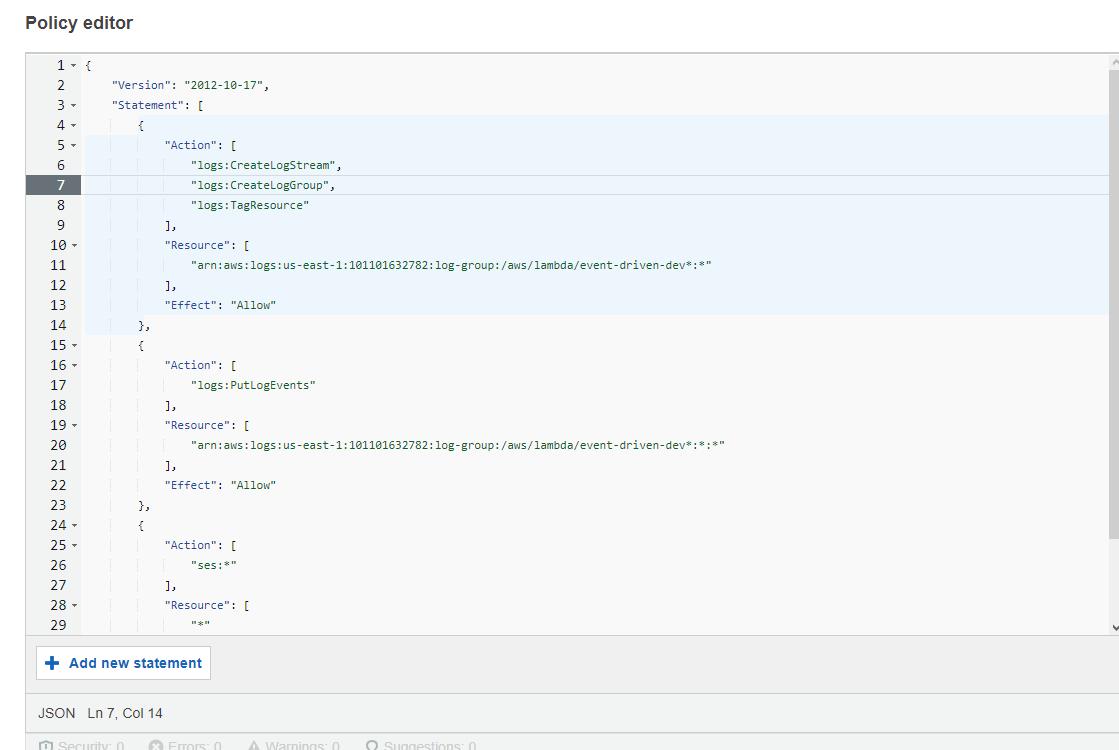 Policy editor
1 {
2 "Version": "2012-10-17",
3 "Statement": [
4 {
5 "Action": [
6 "logs:CreateLogStream",
7 "logs:CreateLogGroup",
8 "logs:TagResource"
9 ],
10 "Resource": [
11 "arn:aws:logs:us-east-1:101101632782:log-group:/aws/lambda/event-driven-dev*:*"
12 ],
13 "Effect": "Allow"
14 },
15 {
16 "Action": [
17 "logs:PutLogEvents"
18 ],
19 "Resource": [
20 "arn:aws:logs:us-east-1:101101632782:log-group:/aws/lambda/event-driven-dev*:*:*"
21 ],
22 "Effect": "Allow"
23 },
24 {
25 "Action": [
26 "ses:*"
27 ],
28 "Resource": [
29 "*"
+ Add new statement
JSON Ln 7, Col 14
Security: 0 Errors: 0 Warnings: 0 Suggestions: 0